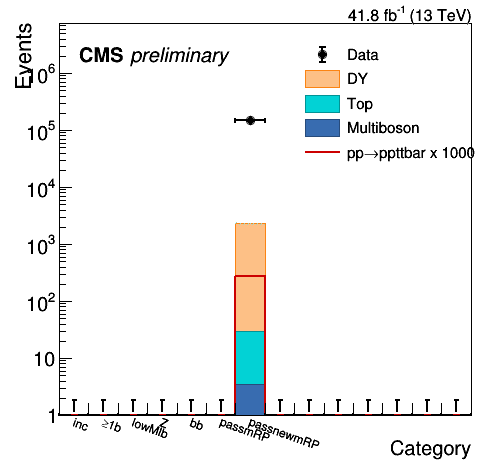 41.8 fb⁻¹ (13 TeV)
Events
CMS preliminary
Data
DY
Top
Multiboson
pp→ppttbar x 1000
10⁶
10⁵
10⁴
10³
10²
10
1
inc
≥1b
lowMlb
Z
bb
passmRP
passnewmRP
Category